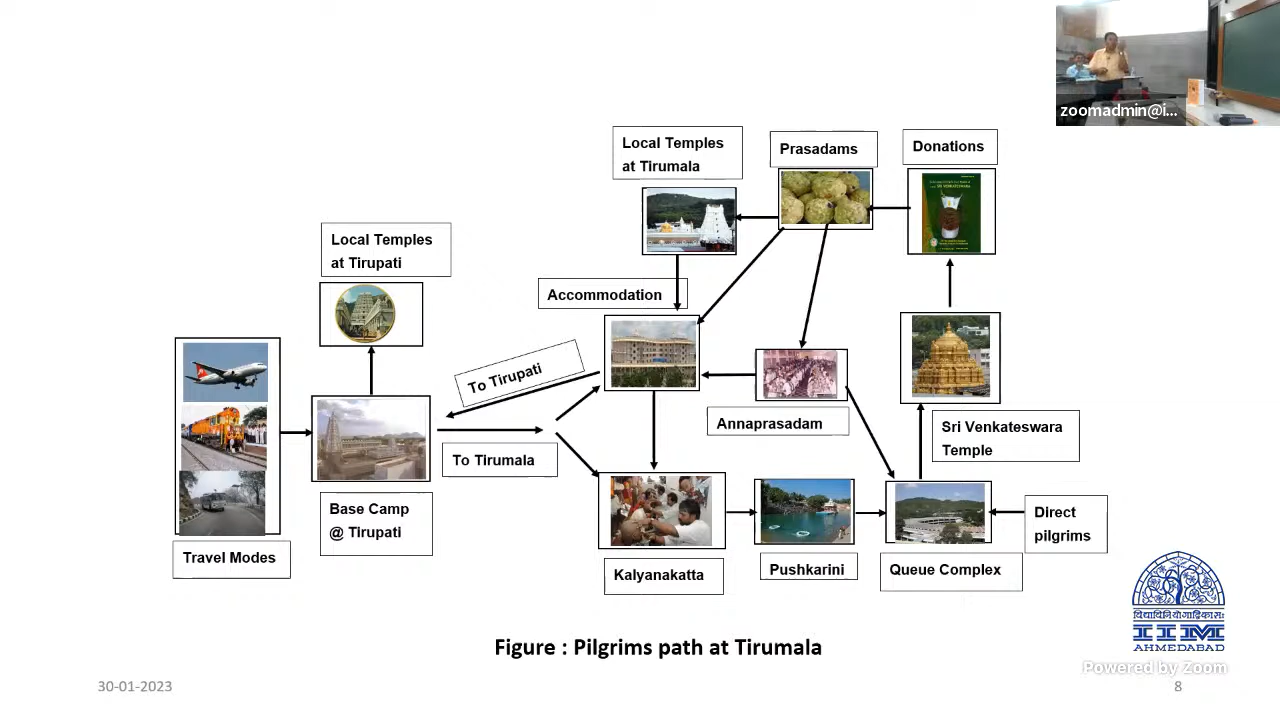 zoomadmin@i...
Local Temples
at Tirumala
Prasadams
Donations
Local Temples
at Tirupati
Accommodation
To Tirupati
To Tirumala
Annaprasadam
Sri Venkateswara
Temple
Base Camp
@ Tirupati
Direct
pilgrims
Travel Modes
Kalyanakatta
Pushkarini
Queue Complex
Figure : Pilgrims path at Tirumala
IIM
AHMEDABAD
Powered by Zoom
30-01-2023
8